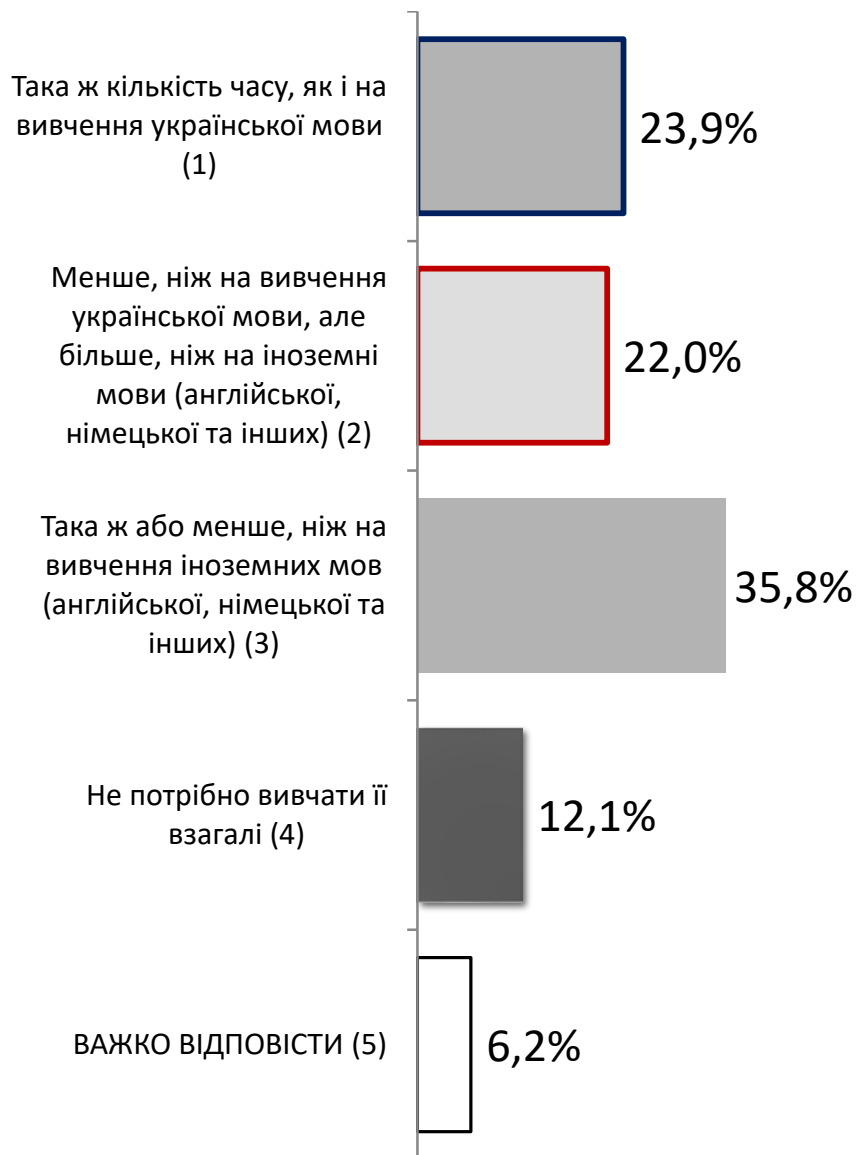 Така ж кількість часу, як і на
вивчення української мови
(1)
23,9%
Менше, ніж на вивчення
української мови, але
більше, ніж на іноземні
мови (англійської,
німецької та інших) (2)
22,0%
Така ж або менше, ніж на
вивчення іноземних мов
(англійської, німецької та
інших) (3)
35,8%
Не потрібно вивчати її
взагалі (4)
12,1%
ВАЖКО ВІДПОВІСТИ (5)
6,2%